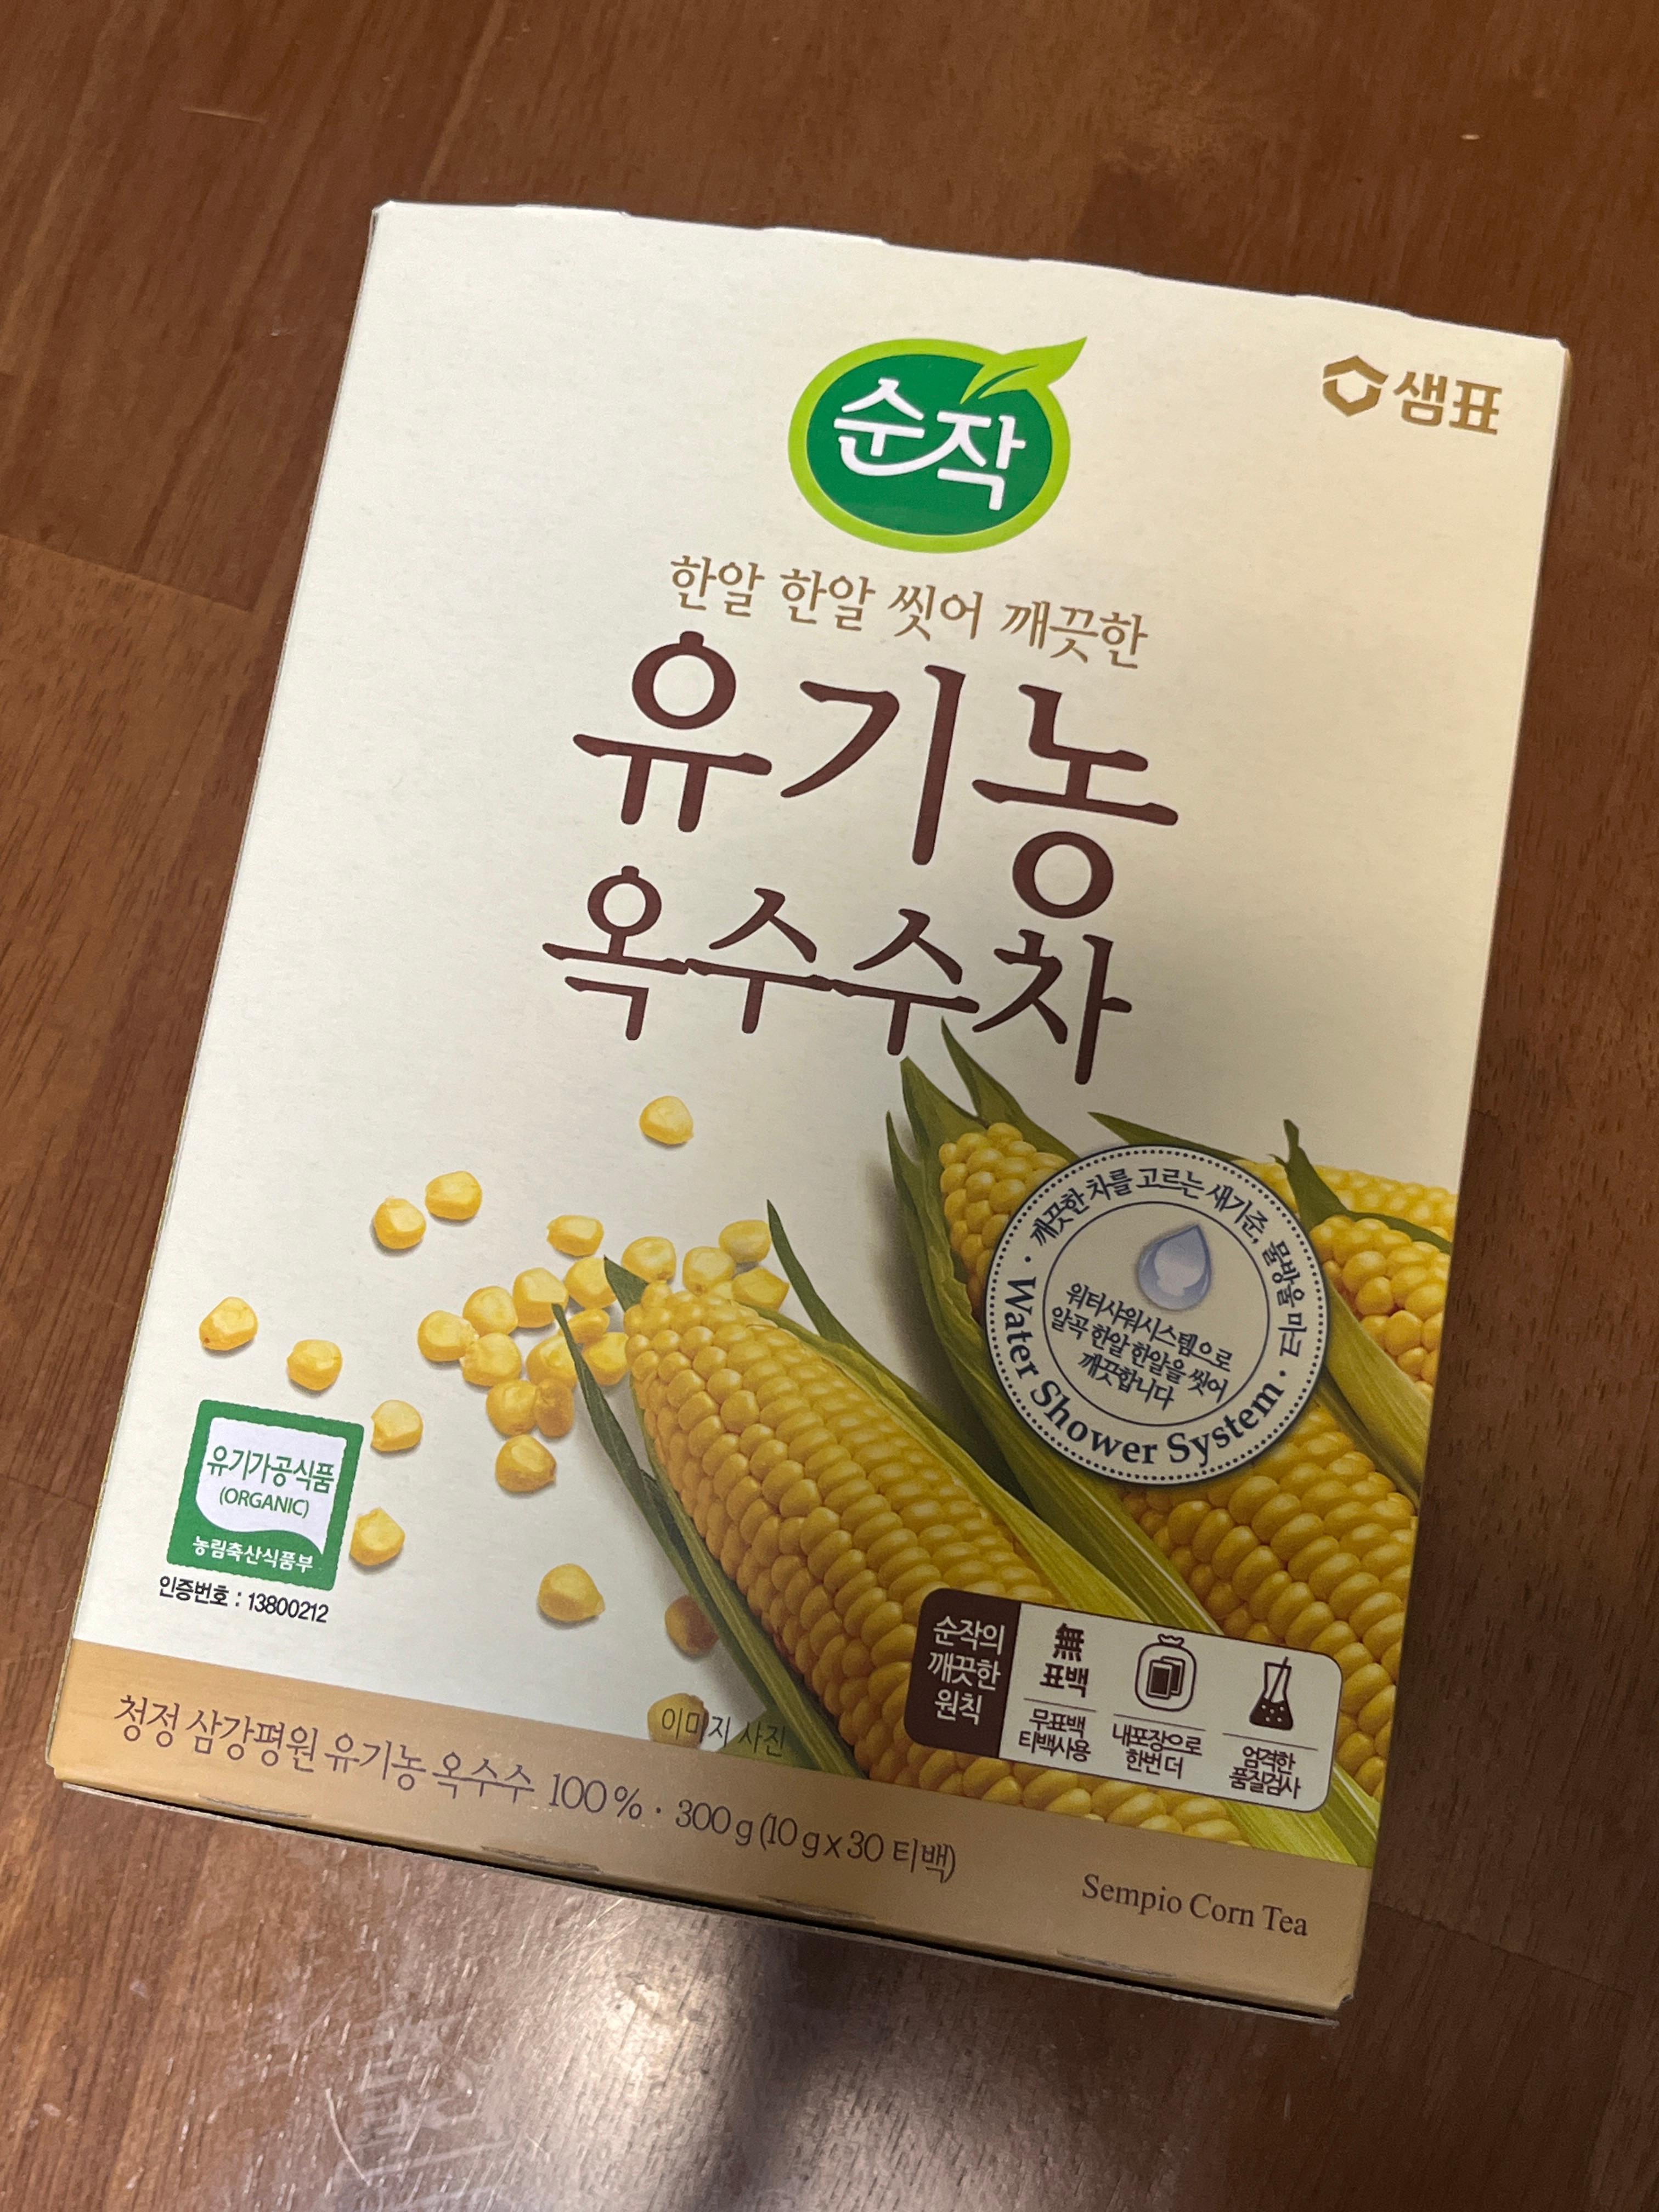 순작
샘표
한알 한알 씻어 깨끗한
유기농
옥수수차
깨끗한 차를 고르는 새기준, 물방울 마크
워터샤워시스템으로
알곡 한알 한알을 씻어
깨끗합니다
· Water Shower System ·
유기가공식품
(ORGANIC)
농림축산식품부
인증번호 : 13800212
순작의
깨끗한
원칙
無
표백
무표백
티백사용
내포장으로
한번 더
엄격한
품질검사
이미지 사진
청정 삼강평원 유기농 옥수수 100% · 300g (10g x 30 티백)
Sempio Corn Tea